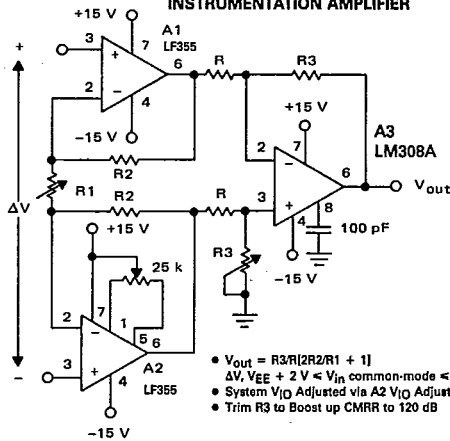 INSTRUMENTATION AMPLIFIER
+15 V
A1
LF355
+
3
7
+
6
R
R3
−
2
4
+15 V
A3
LM308A
−15 V
R2
2
7
−
6
Vout
R1
ΔV
R2
R
3
+
4
8
100 pF
+15 V
25 k
R3
−15 V
2
7
1
−
5
6
A2
LF355
−
3
+
4
−15 V
• Vout = R3/R[2R2/R1 + 1]
ΔV, VEE + 2 V ≤ Vin common-mode ≤
• System VIO Adjusted via A2 VIO Adjust
• Trim R3 to Boost up CMRR to 120 dB